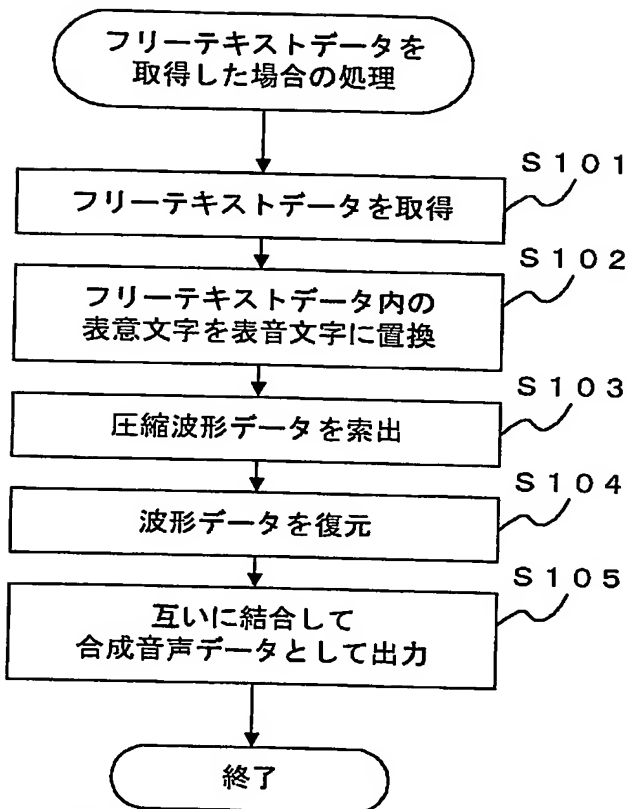 フリーテキストデータを
取得した場合の処理
S101
フリーテキストデータを取得
S102
フリーテキストデータ内の
表意文字を表音文字に置換
S103
圧縮波形データを索出
S104
波形データを復元
S105
互いに結合して
合成音声データとして出力
終了